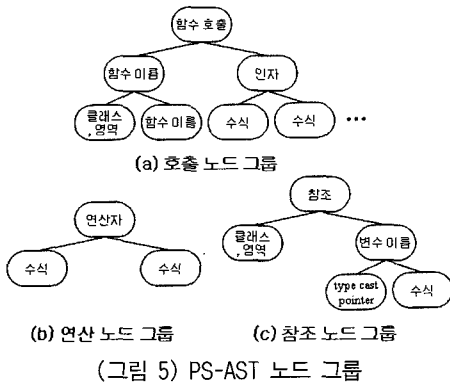 함수 호출
함수 이름
인자
클래스
,영역
함수 이름
수식
수식
...
(a) 호출 노드 그룹
연산자
수식
수식
(b) 연산 노드 그룹
참조
클래스
,영역
변수 이름
type cast
pointer
수식
(c) 참조 노드 그룹
(그림 5) PS-AST 노드 그룹